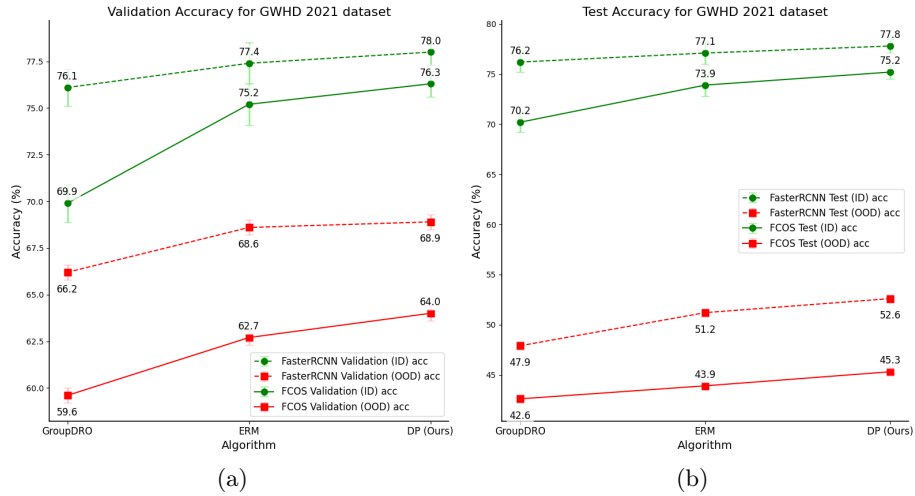 Validation Accuracy for GWHD 2021 dataset
78.0
77.4
76.1
76.3
75.2
69.9
68.6
68.9
66.2
64.0
62.7
59.6
77.5
75.0
72.5
70.0
67.5
65.0
62.5
60.0
Accuracy (%)
FasterRCNN Validation (ID) acc
FasterRCNN Validation (OOD) acc
FCOS Validation (ID) acc
FCOS Validation (OOD) acc
GroupDRO ERM DP (Ours)
Algorithm
(a)
Test Accuracy for GWHD 2021 dataset
77.8
77.1
76.2
75.2
73.9
70.2
52.6
51.2
47.9
45.3
43.9
42.6
80
75
70
65
60
55
50
45
Accuracy (%)
FasterRCNN Test (ID) acc
FasterRCNN Test (OOD) acc
FCOS Test (ID) acc
FCOS Test (OOD) acc
GroupDRO ERM DP (Ours)
Algorithm
(b)